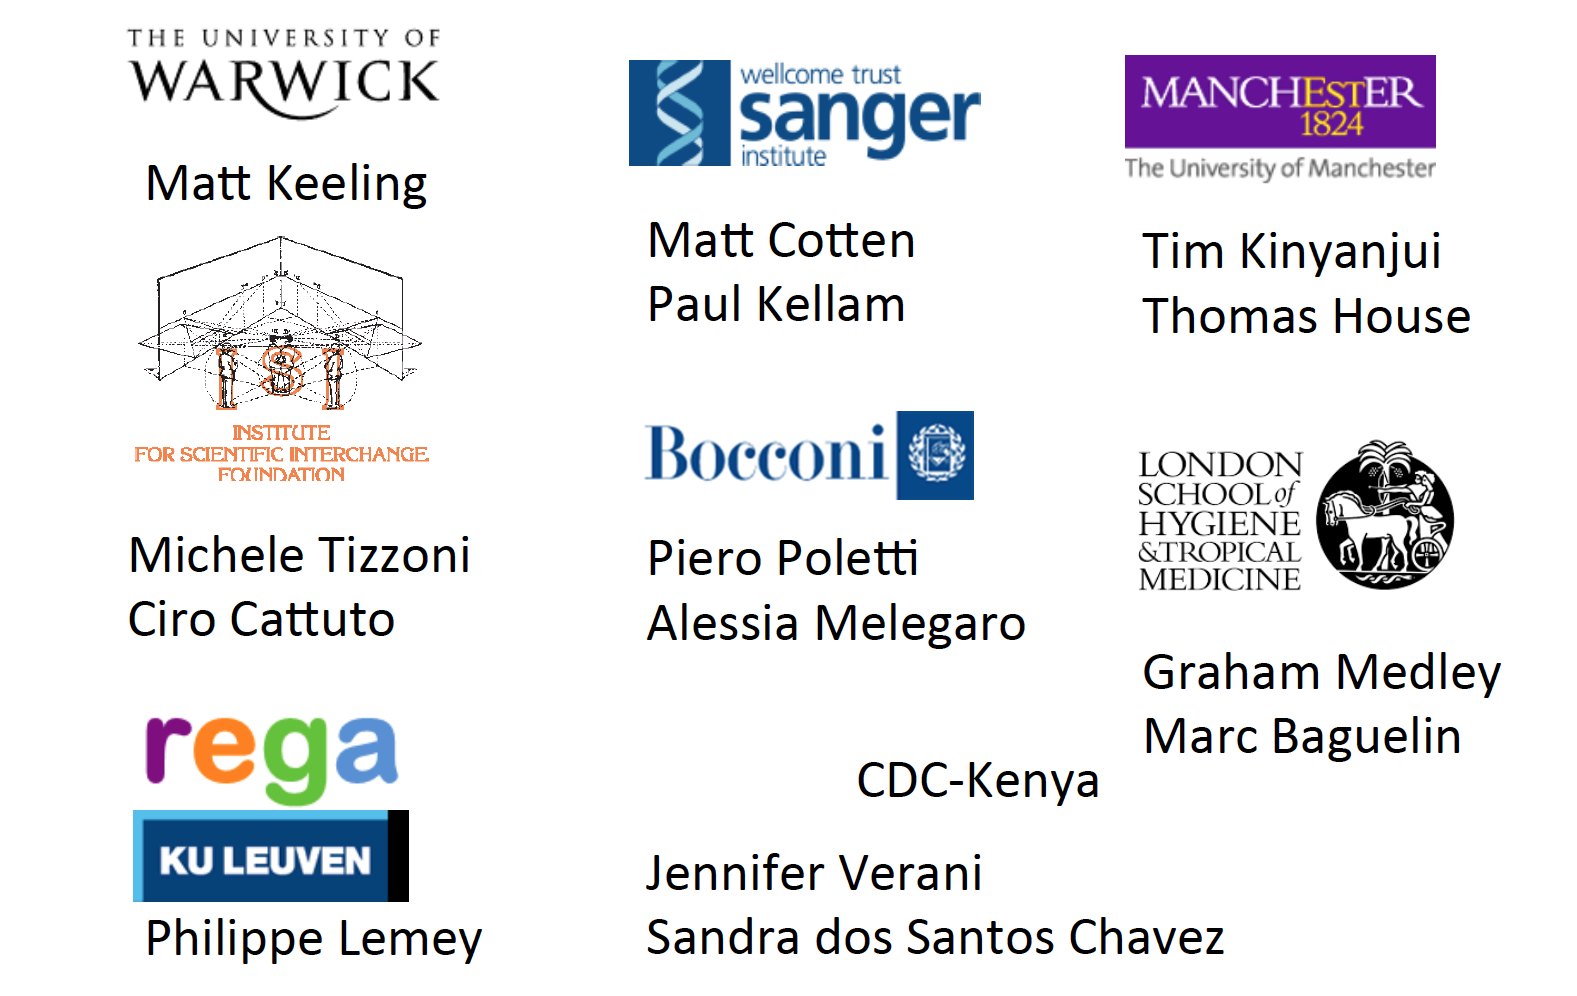 THE UNIVERSITY OF
WARWICK
Matt Keeling
ISI
INSTITUTE
FOR SCIENTIFIC INTERCHANGE
FOUNDATION
Michele Tizzoni
Ciro Cattuto
rega
KU LEUVEN
Philippe Lemey
wellcome trust
sanger
institute
Matt Cotten
Paul Kellam
Bocconi
Piero Poletti
Alessia Melegaro
CDC-Kenya
Jennifer Verani
Sandra dos Santos Chavez
MANCHESTER
1824
The University of Manchester
Tim Kinyanjui
Thomas House
LONDON
SCHOOL of
HYGIENE
&TROPICAL
MEDICINE
Graham Medley
Marc Baguelin